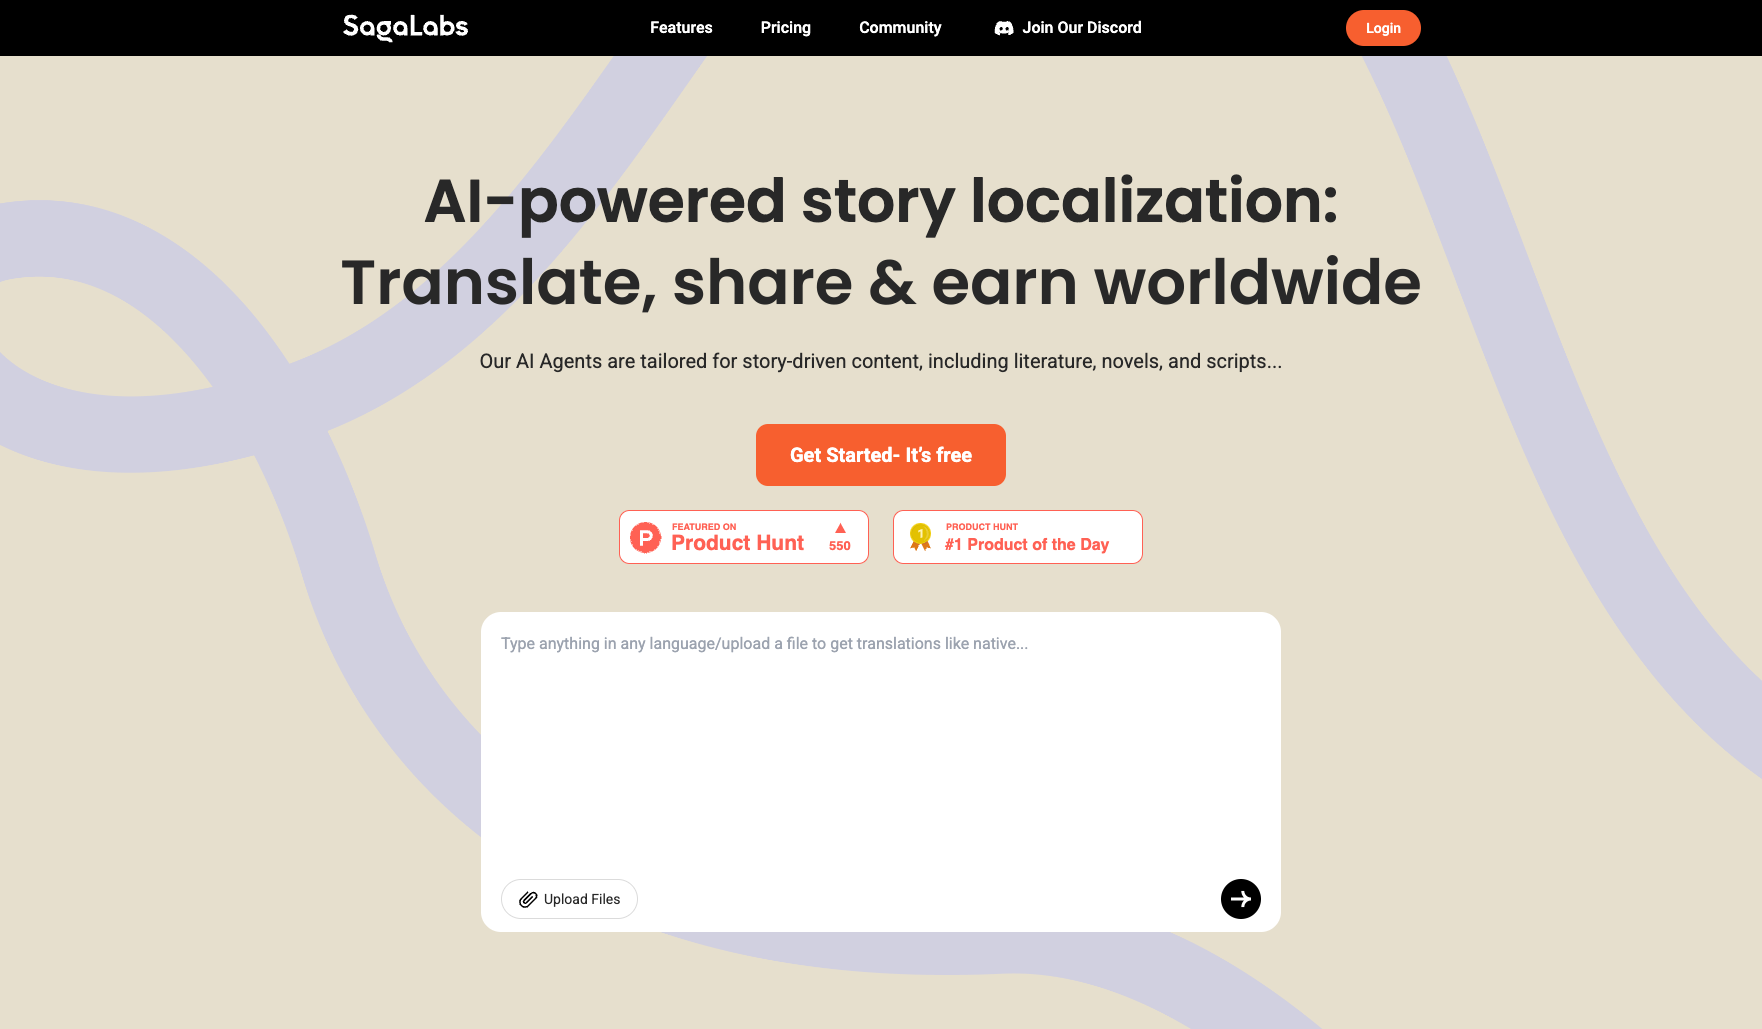 SagaLabs
Features
Pricing
Community
Join Our Discord
Login
AI-powered story localization:
Translate, share & earn worldwide
Our AI Agents are tailored for story-driven content, including literature, novels, and scripts...
Get Started- It's free
P
FEATURED ON
Product Hunt
550
1
PRODUCT HUNT
#1 Product of the Day
Type anything in any language/upload a file to get translations like native...
Upload Files